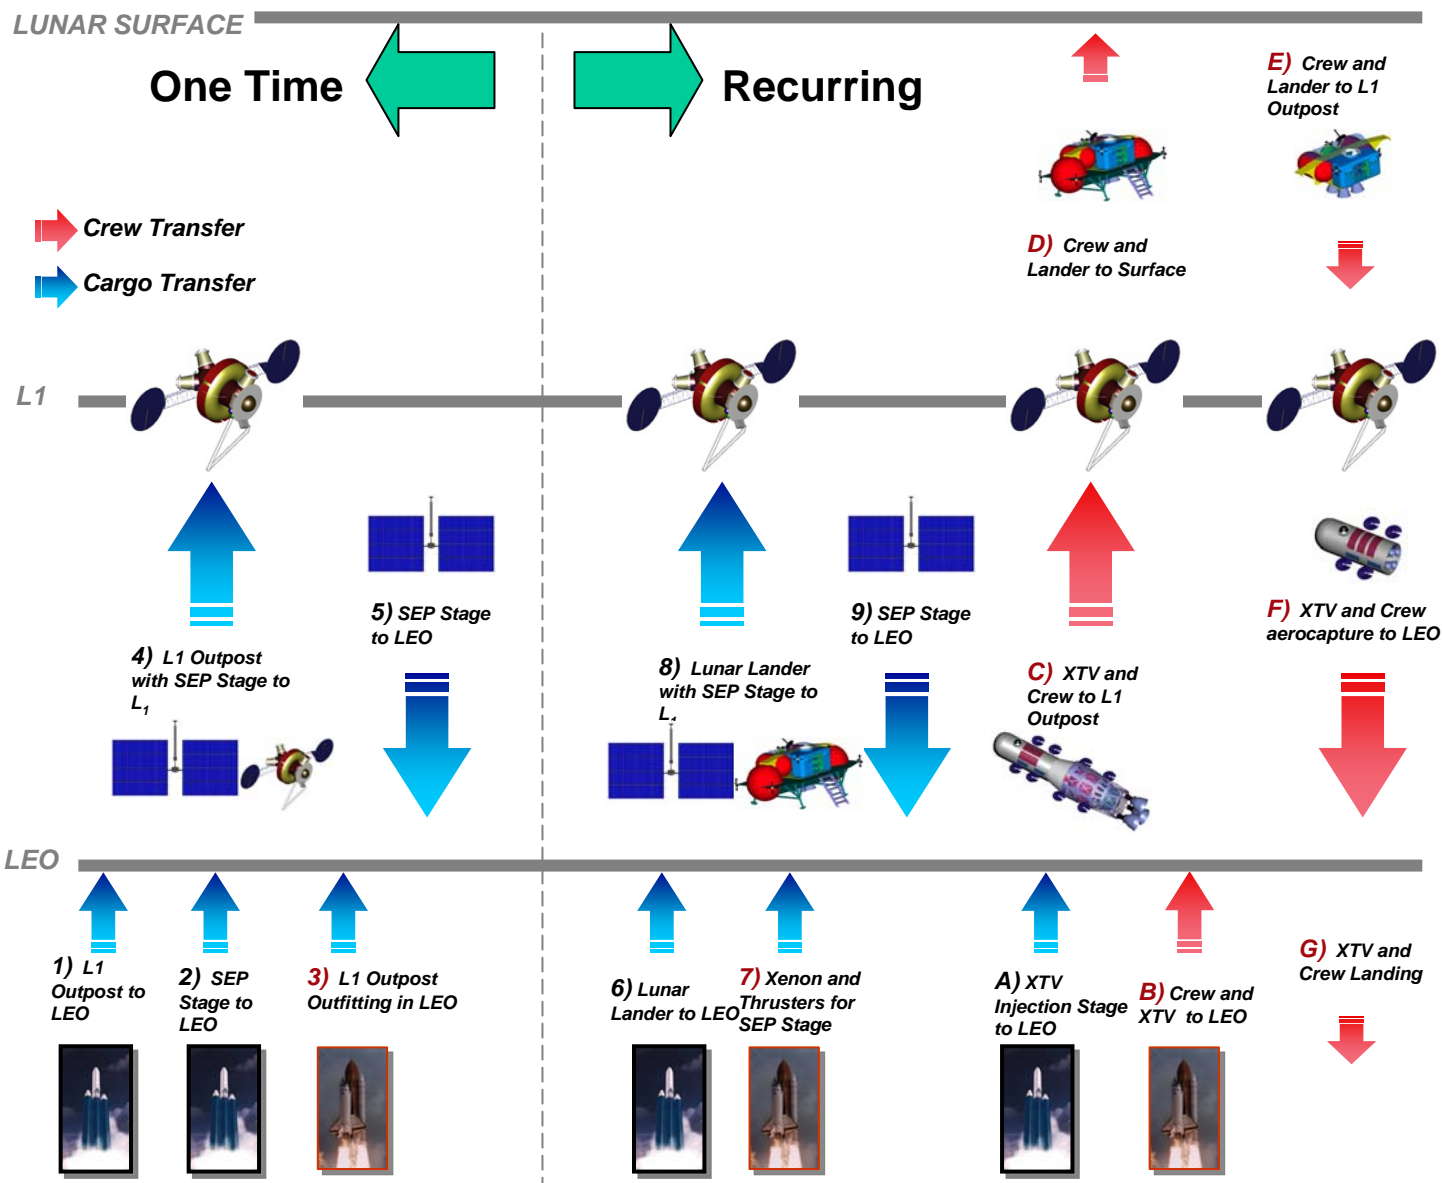 LUNAR SURFACE
One Time
Recurring
E) Crew and
Lander to L1
Outpost
Crew Transfer
Cargo Transfer
D) Crew and
Lander to Surface
L1
5) SEP Stage
to LEO
9) SEP Stage
to LEO
F) XTV and Crew
aerocapture to LEO
4) L1 Outpost
with SEP Stage to
L1
8) Lunar Lander
with SEP Stage to
L
C) XTV and
Crew to L1
Outpost
LEO
1) L1
Outpost to
LEO
2) SEP
Stage to
LEO
3) L1 Outpost
Outfitting in LEO
6) Lunar
Lander to LEO
7) Xenon and
Thrusters for
SEP Stage
A) XTV
Injection Stage
to LEO
B) Crew and
XTV to LEO
G) XTV and
Crew Landing